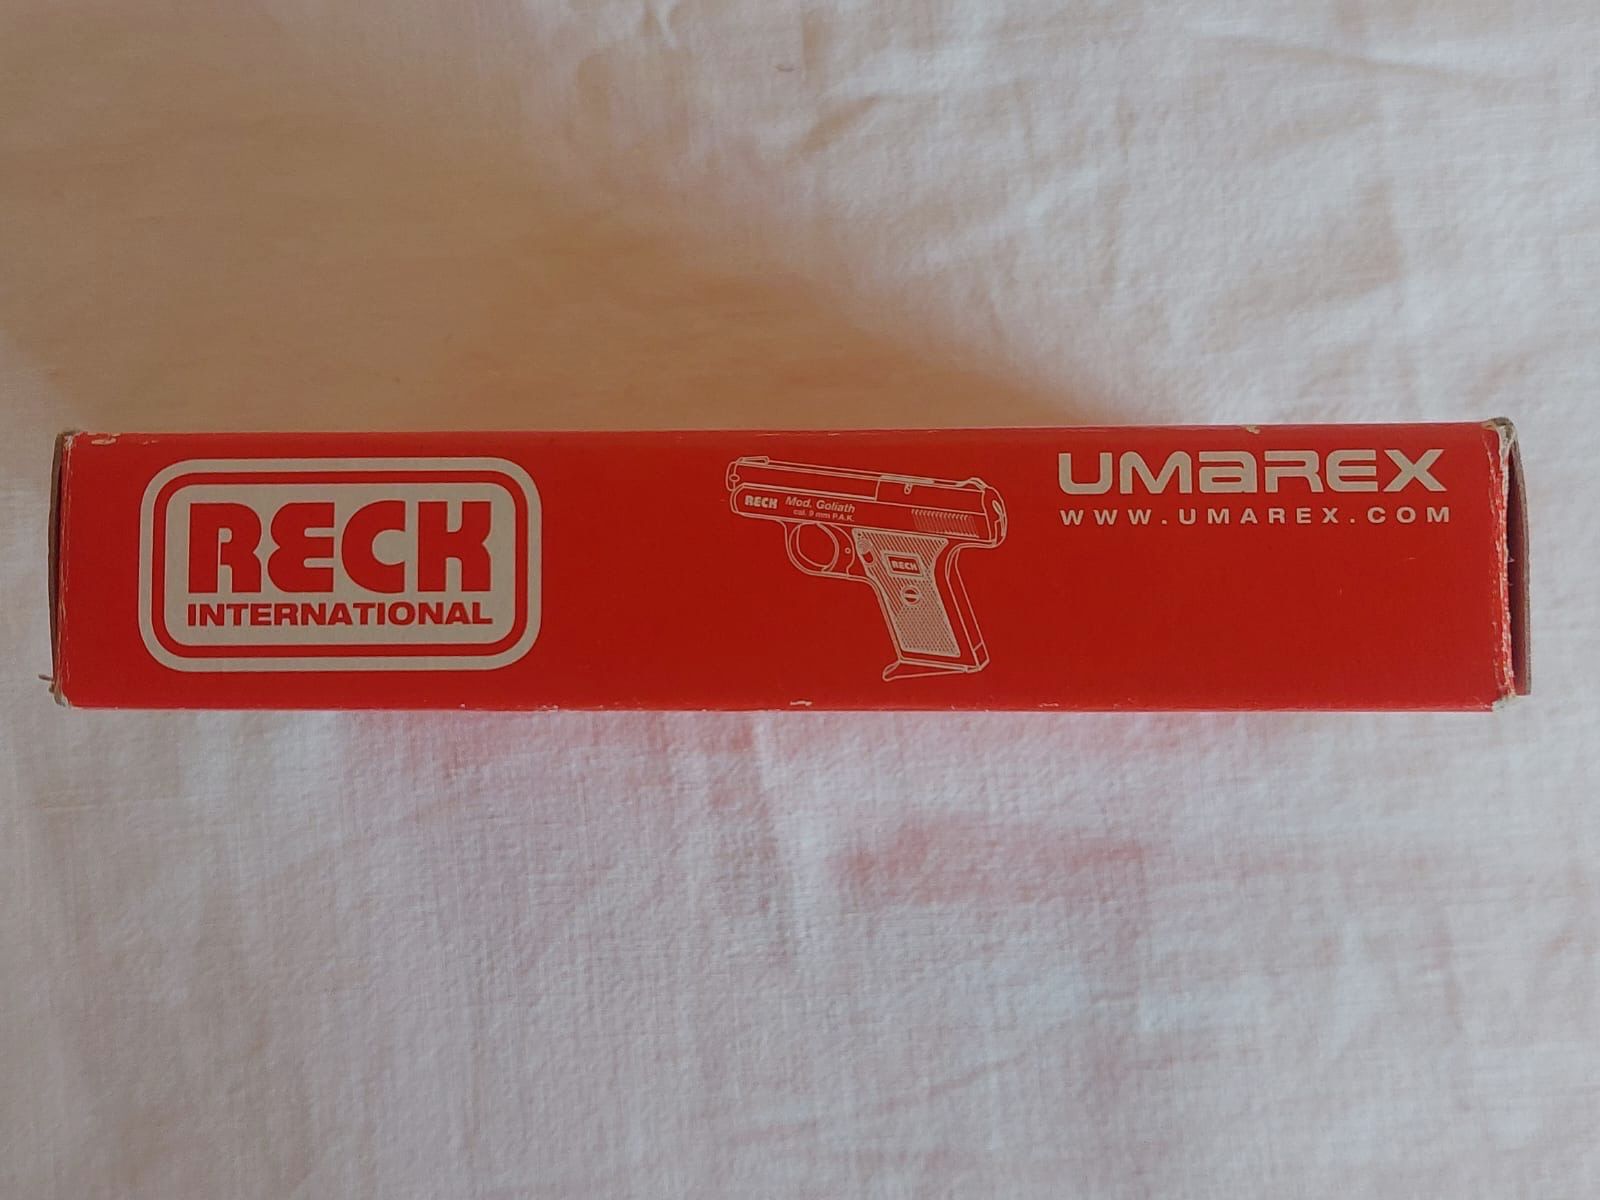 RECK
INTERNATIONAL
RECK Mod. Goliath
cal. 9 mm P.A.K.
RECK
UMAREX
WWW.UMAREX.COM